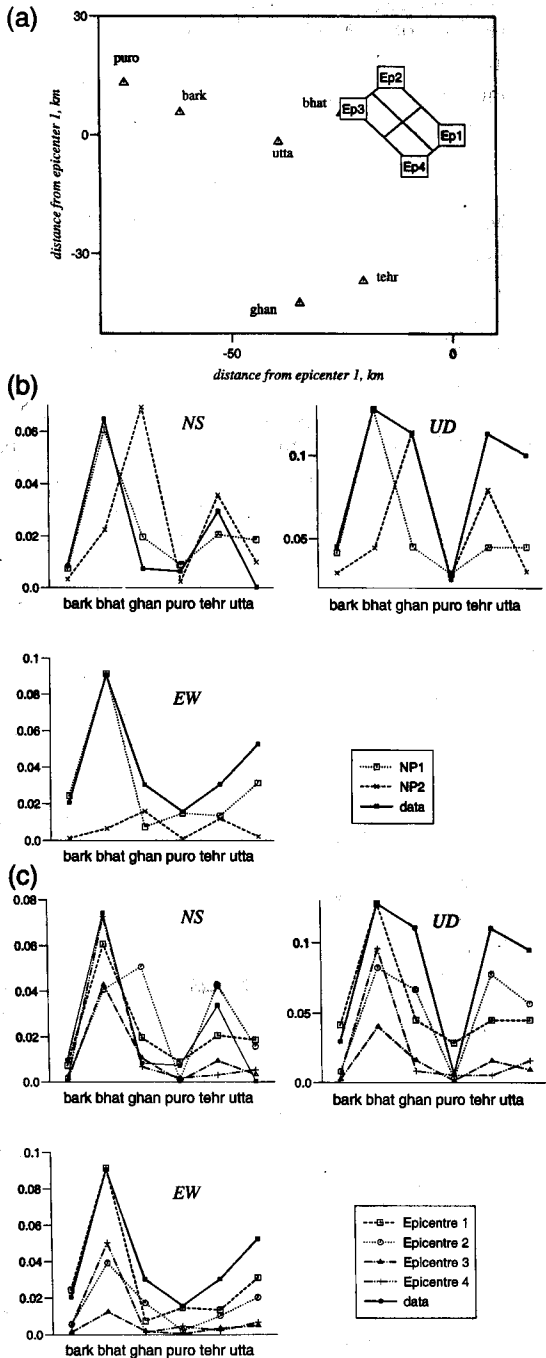 (a)
30
0
-30
distance from epicenter 1, km
puro
bark
bhat
utta
Ep2
Ep3
Ep1
Ep4
tehr
ghan
-50
0
distance from epicenter 1, km
(b)
NS
0.06
0.04
0.02
0.0
bark bhat ghan puro tehr utta
UD
0.1
0.05
bark bhat ghan puro tehr utta
EW
0.1
0.08
0.06
0.04
0.02
0.0
bark bhat ghan puro tehr utta
NP1
NP2
data
(c)
NS
0.08
0.06
0.04
0.02
0.0
bark bhat ghan puro tehr utta
UD
0.1
0.05
0.0
bark bhat ghan puro tehr utta
EW
0.1
0.08
0.06
0.04
0.02
0.0
bark bhat ghan puro tehr utta
Epicentre 1
Epicentre 2
Epicentre 3
Epicentre 4
data